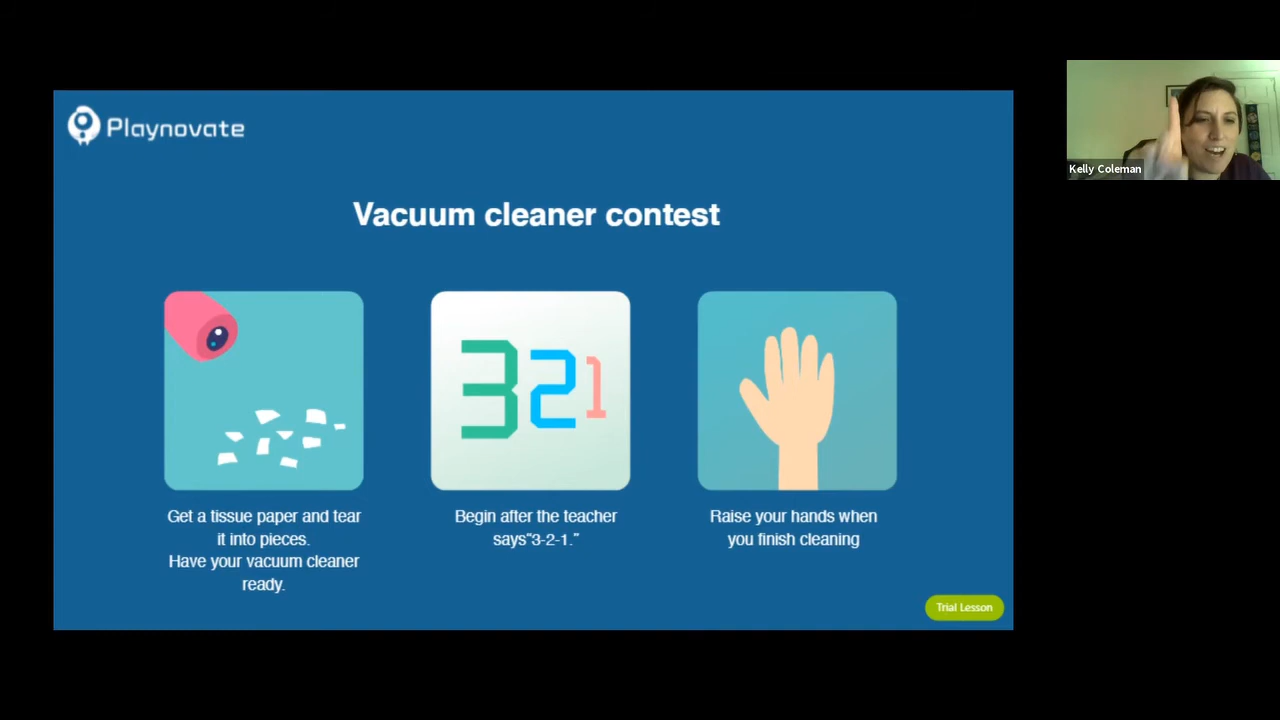 Playnovate
Kelly Coleman
Vacuum cleaner contest
321
Get a tissue paper and tear
it into pieces.
Have your vacuum cleaner
ready.
Begin after the teacher
says“3-2-1.”
Raise your hands when
you finish cleaning
Trial Lesson